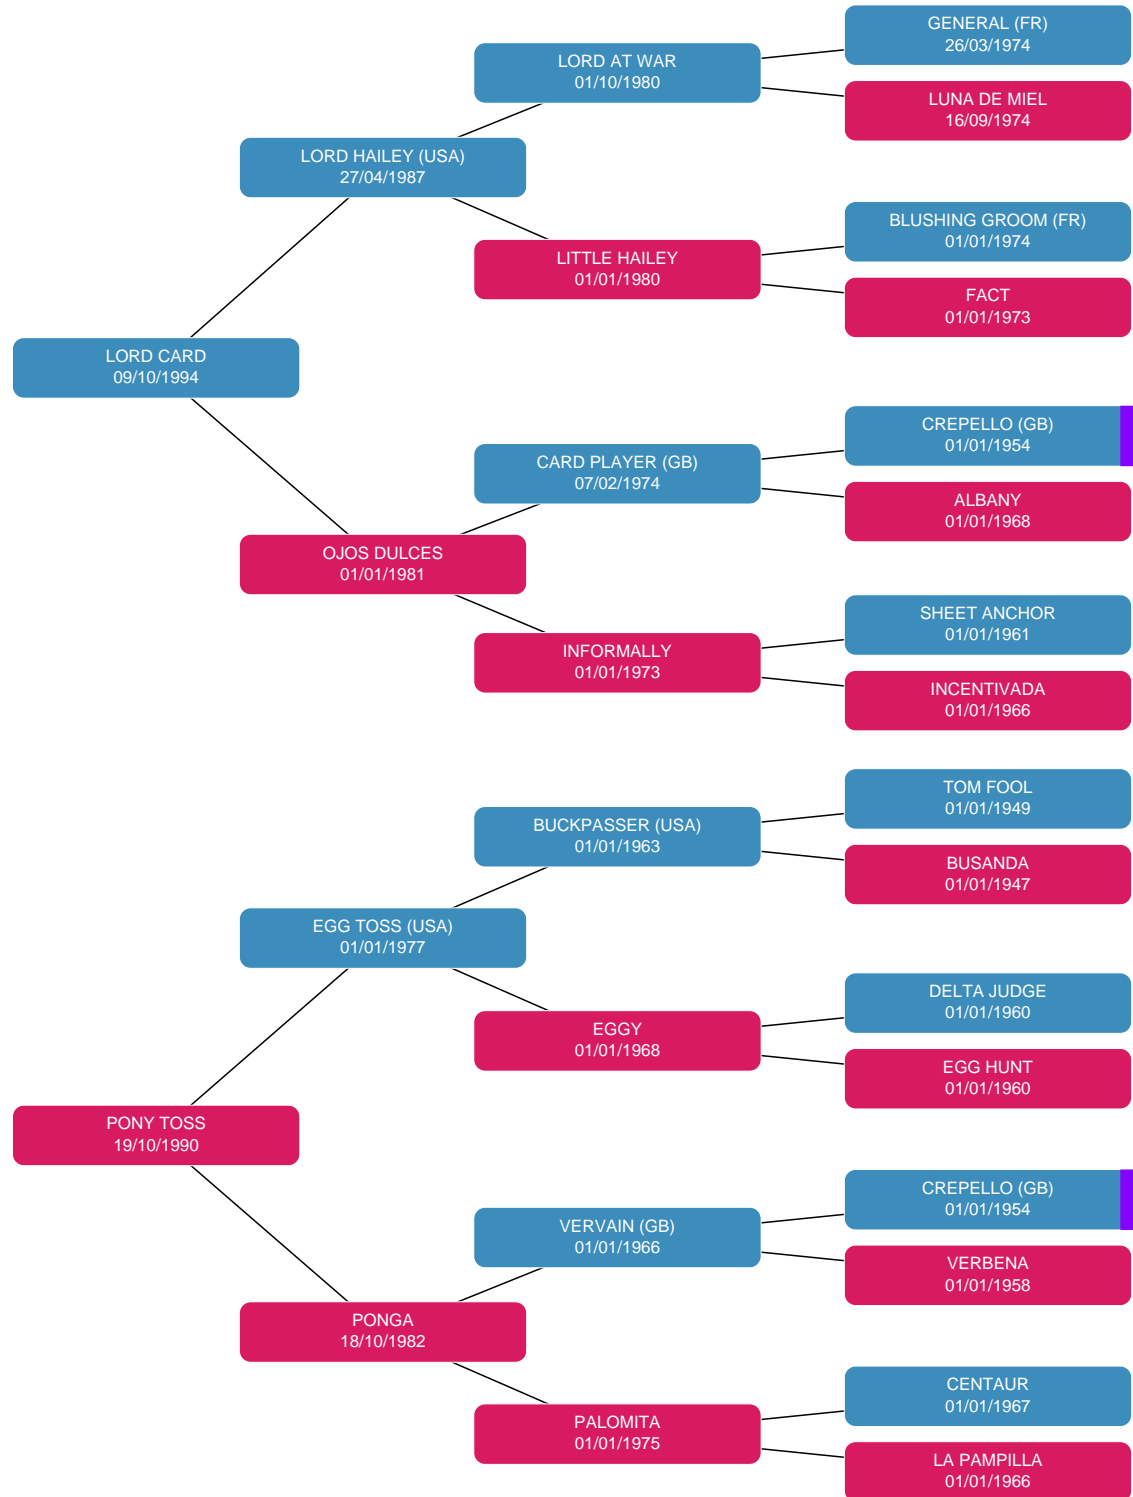 GENERAL (FR)
26/03/1974
LORD AT WAR
01/10/1980
LUNA DE MIEL
16/09/1974
LORD HAILEY (USA)
27/04/1987
BLUSHING GROOM (FR)
01/01/1974
LITTLE HAILEY
01/01/1980
FACT
01/01/1973
LORD CARD
09/10/1994
CREPELLO (GB)
01/01/1954
CARD PLAYER (GB)
07/02/1974
ALBANY
01/01/1968
OJOS DULCES
01/01/1981
SHEET ANCHOR
01/01/1961
INFORMALLY
01/01/1973
INCENTIVADA
01/01/1966
TOM FOOL
01/01/1949
BUCKPASSER (USA)
01/01/1963
BUSANDA
01/01/1947
EGG TOSS (USA)
01/01/1977
DELTA JUDGE
01/01/1960
EGGY
01/01/1968
EGG HUNT
01/01/1960
PONY TOSS
19/10/1990
CREPELLO (GB)
01/01/1954
VERVAIN (GB)
01/01/1966
VERBENA
01/01/1958
PONGA
18/10/1982
CENTAUR
01/01/1967
PALOMITA
01/01/1975
LA PAMPILLA
01/01/1966